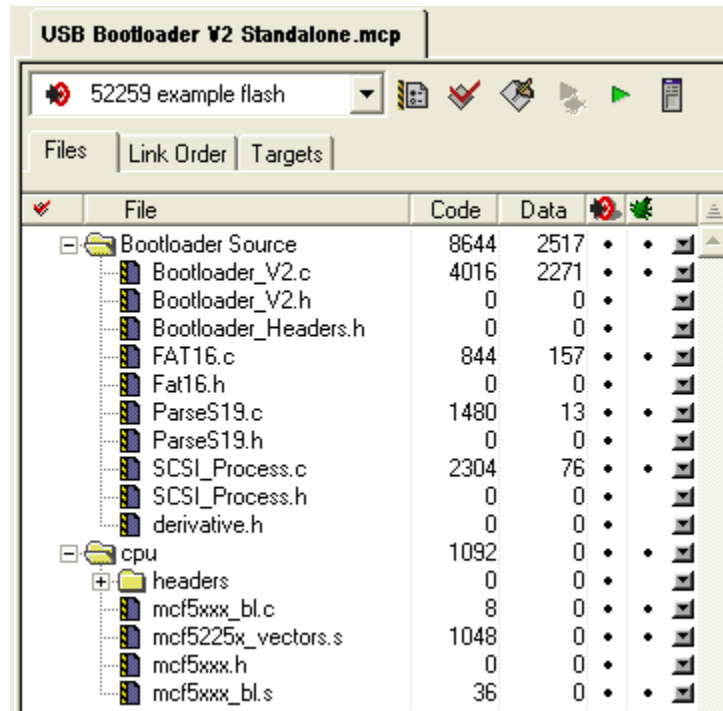 USB Bootloader V2 Standalone.mcp
52259 example flash
Files Link Order Targets
File Code Data
Bootloader Source 8644 2517
Bootloader_V2.c 4016 2271
Bootloader_V2.h 0 0
Bootloader_Headers.h 0 0
FAT16.c 844 157
Fat16.h 0 0
ParseS19.c 1480 13
ParseS19.h 0 0
SCSI_Process.c 2304 76
SCSI_Process.h 0 0
derivative.h 0 0
cpu 1092 0
headers 0 0
mcf5xxx_bl.c 8 0
mcf5225x_vectors.s 1048 0
mcf5xxx.h 0 0
mcf5xxx_bl.s 36 0